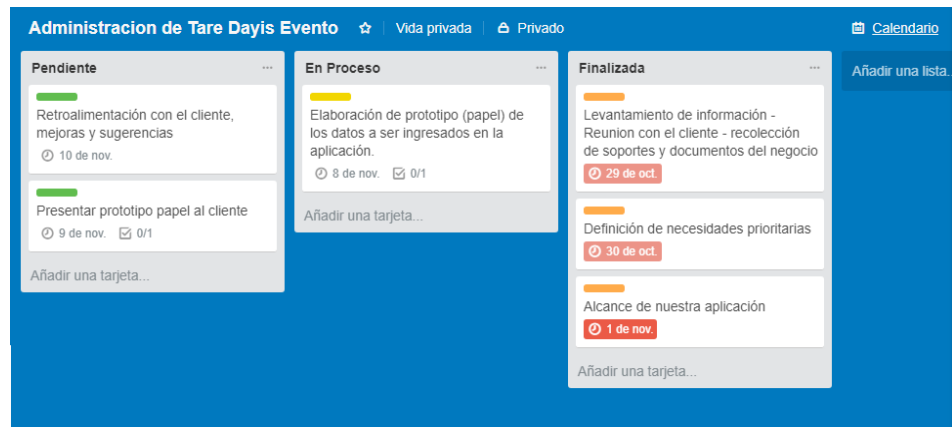 Administracion de Tare Dayis Evento
Vida privada
Privado
Calendario
Pendiente
Retroalimentación con el cliente,
mejoras y sugerencias
10 de nov.
Presentar prototipo papel al cliente
9 de nov. 0/1
Añadir una tarjeta...
En Proceso
Elaboración de prototipo (papel) de
los datos a ser ingresados en la
aplicación.
8 de nov. 0/1
Añadir una tarjeta...
Finalizada
Levantamiento de información -
Reunion con el cliente - recolección
de soportes y documentos del negocio
29 de oct.
Definición de necesidades prioritarias
30 de oct.
Alcance de nuestra aplicación
1 de nov.
Añadir una tarjeta...
Añadir una lista.